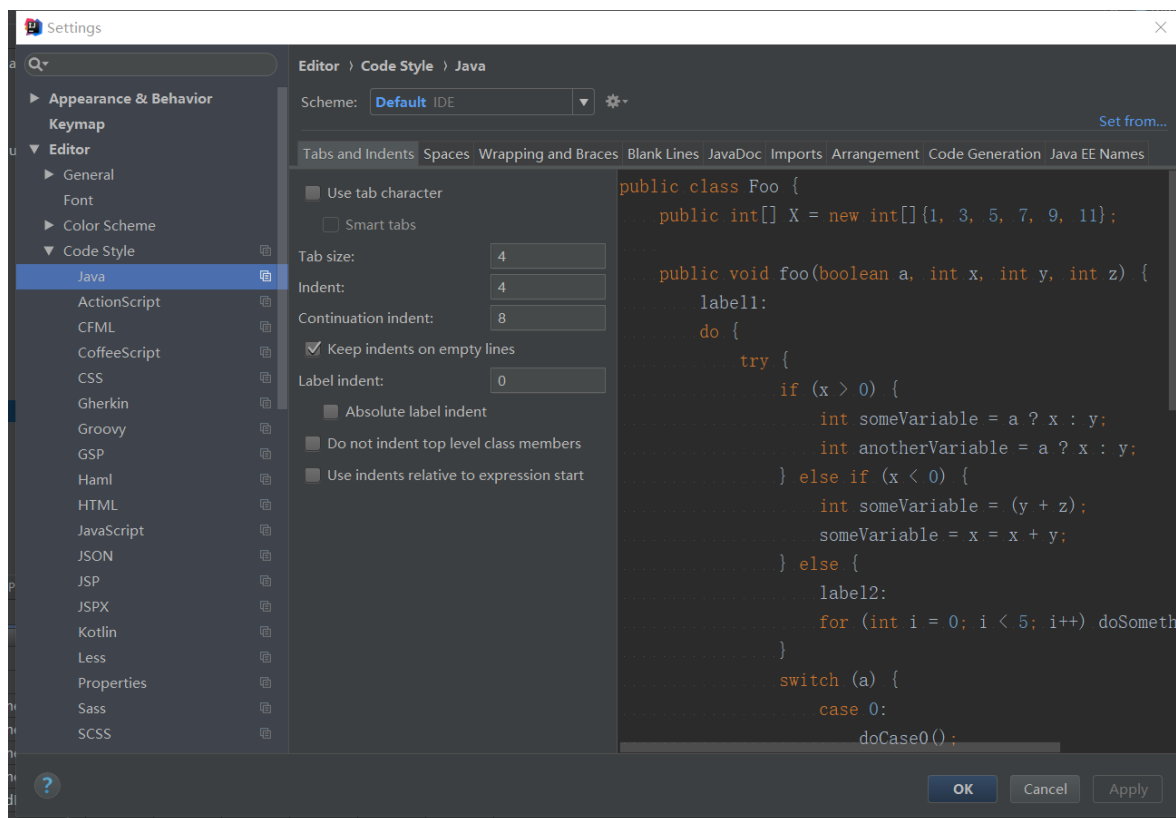 Settings
Editor › Code Style › Java
Scheme: Default IDE
Set from...
Appearance & Behavior
Keymap
Editor
General
Font
Color Scheme
Code Style
Java
ActionScript
CFML
CoffeeScript
CSS
Gherkin
Groovy
GSP
Haml
HTML
JavaScript
JSON
JSP
JSPX
Kotlin
Less
Properties
Sass
SCSS
Tabs and Indents Spaces Wrapping and Braces Blank Lines JavaDoc Imports Arrangement Code Generation Java EE Names
Use tab character
Smart tabs
Tab size: 4
Indent: 4
Continuation indent: 8
Keep indents on empty lines
Label indent: 0
Absolute label indent
Do not indent top level class members
Use indents relative to expression start
public class Foo {
public int[] X = new int[]{1, 3, 5, 7, 9, 11};
public void foo(boolean a, int x, int y, int z) {
label1:
do {
try {
if (x > 0) {
int someVariable = a ? x : y;
int anotherVariable = a ? x : y;
} else if (x < 0) {
int someVariable = (y + z);
someVariable = x = x + y;
} else {
label2:
for (int i = 0; i < 5; i++) doSometh
}
switch (a) {
case 0:
doCase0();
?
OK Cancel Apply